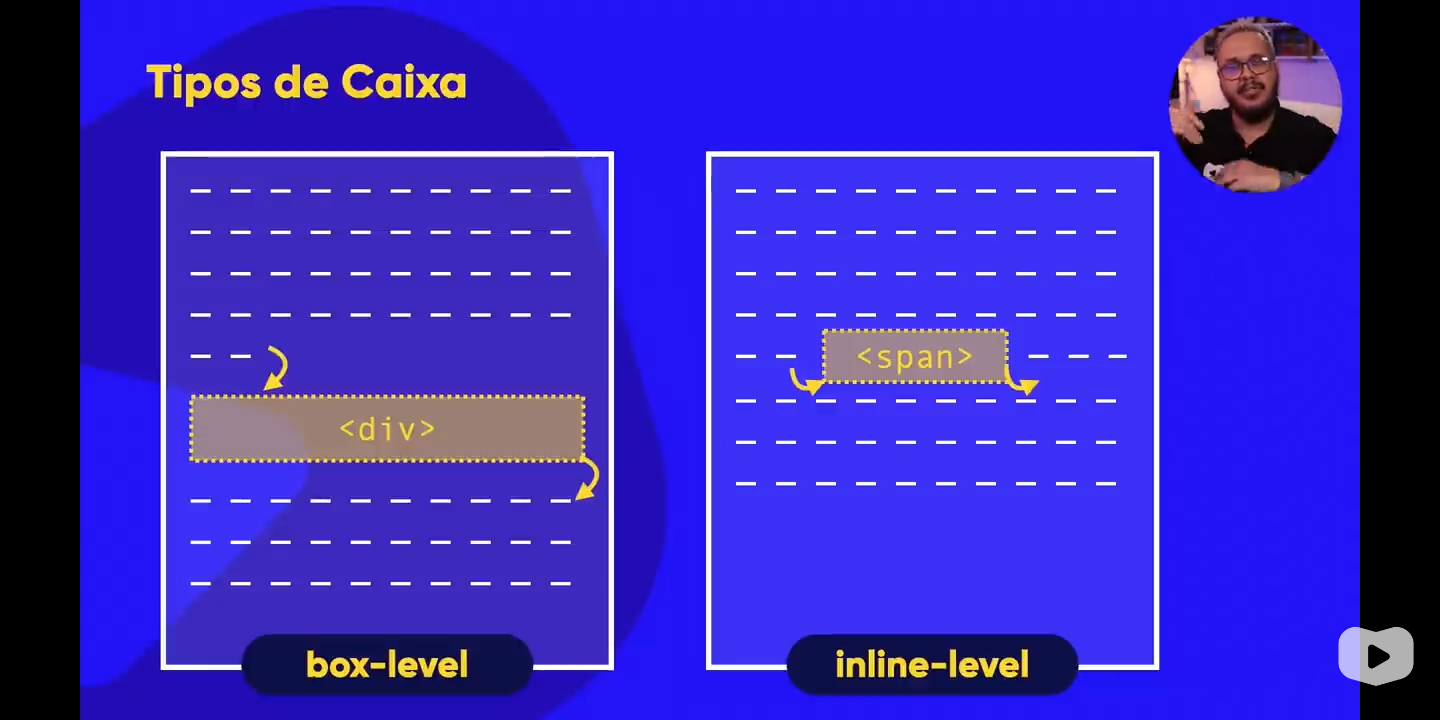 Tipos de Caixa
<div>
<span>
box-level
inline-level